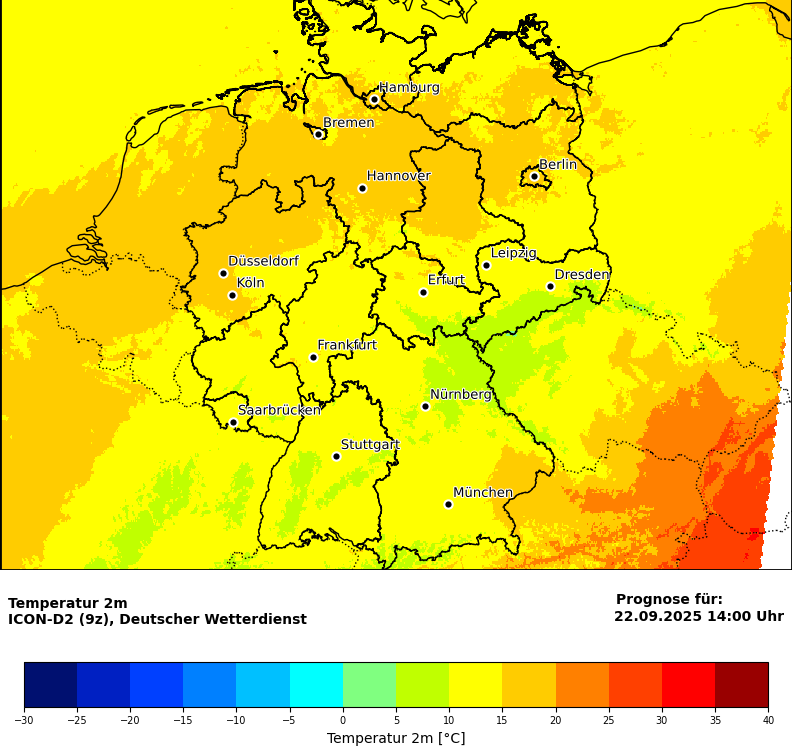 Hamburg
Bremen
Berlin
Hannover
Leipzig
Düsseldorf
Dresden
Köln
Erfurt
Frankfurt
Nürnberg
Saarbrücken
Stuttgart
München
Temperatur 2m
ICON-D2 (9z), Deutscher Wetterdienst
Prognose für:
22.09.2025 14:00 Uhr
−30 −25 −20 −15 −10 −5 0 5 10 15 20 25 30 35 40
Temperatur 2m [°C]